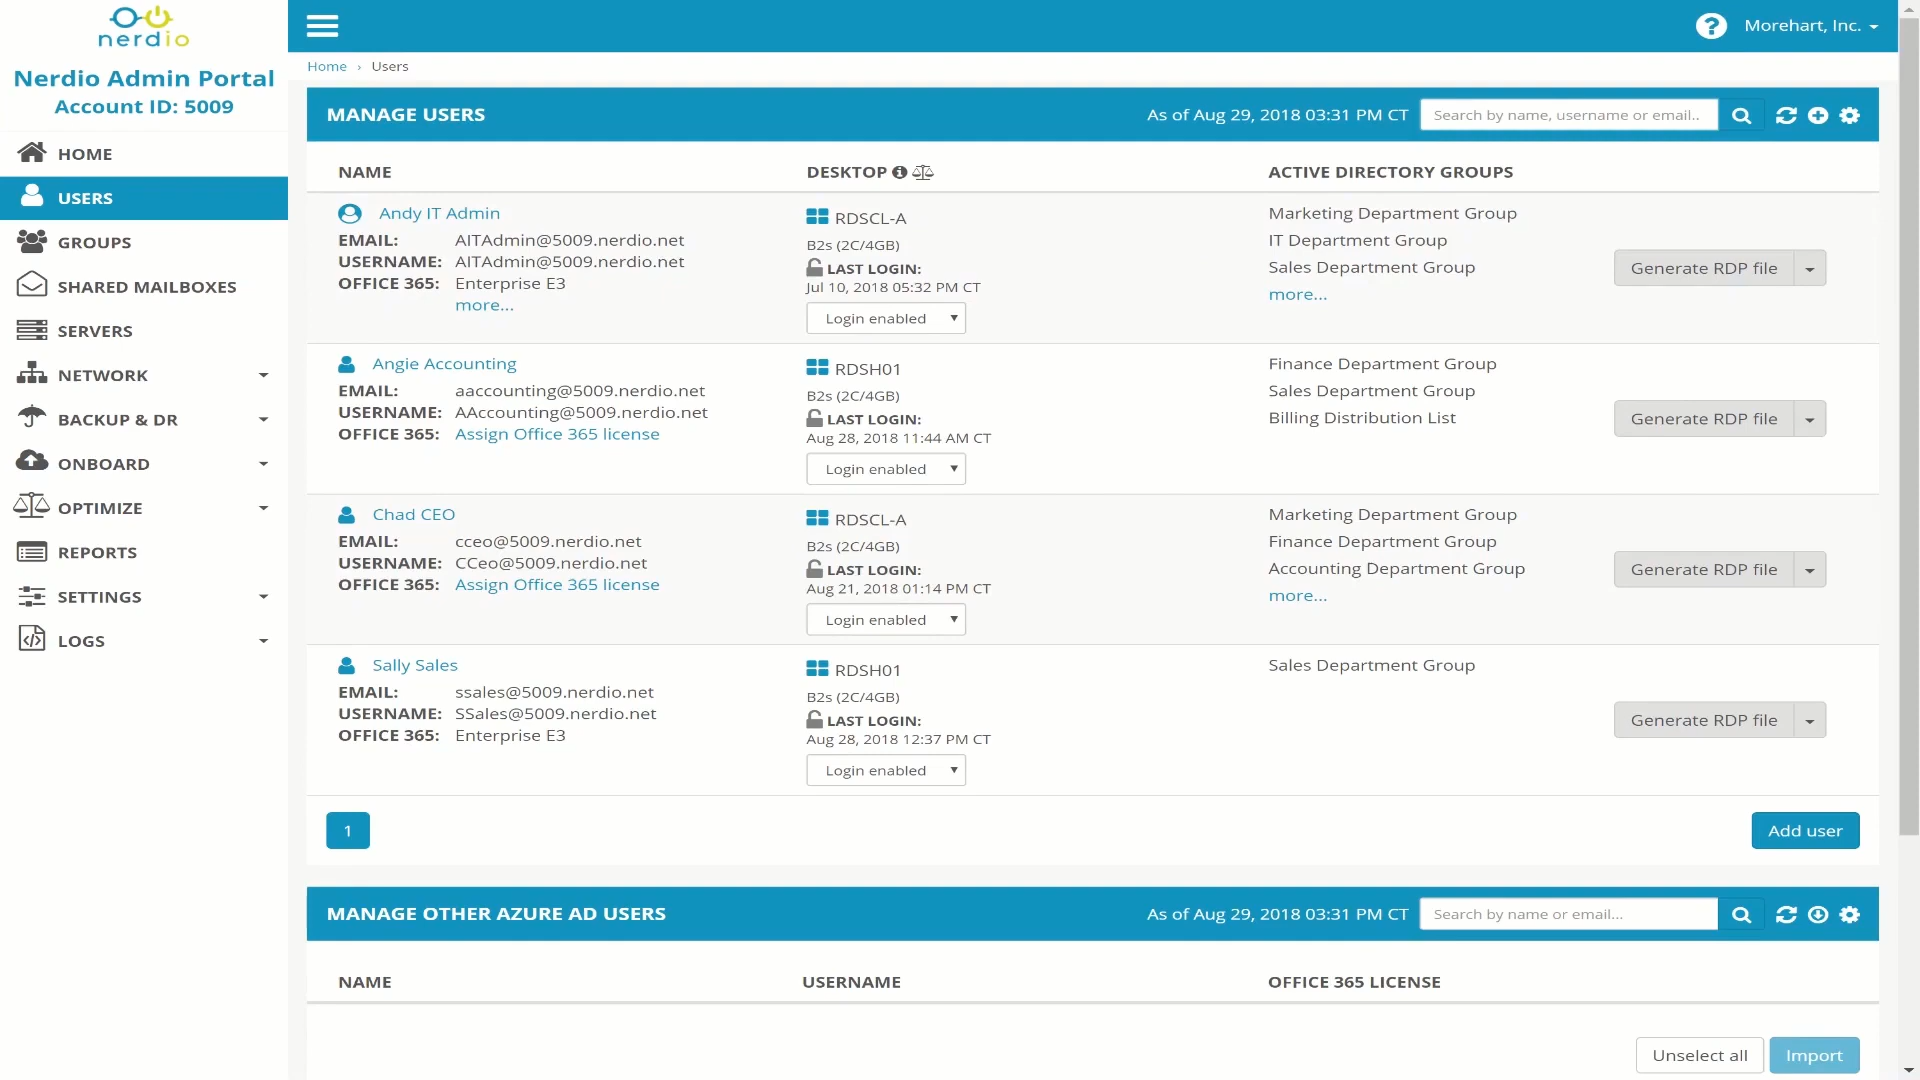 nerdio
Nerdio Admin Portal
Account ID: 5009
HOME
USERS
GROUPS
SHARED MAILBOXES
SERVERS
NETWORK
BACKUP & DR
ONBOARD
OPTIMIZE
REPORTS
SETTINGS
LOGS
? Morehart, Inc.
Home › Users
MANAGE USERS As of Aug 29, 2018 03:31 PM CT Search by name, username or email..
NAME DESKTOP ACTIVE DIRECTORY GROUPS
Andy IT Admin
EMAIL: AITAdmin@5009.nerdio.net
USERNAME: AITAdmin@5009.nerdio.net
OFFICE 365: Enterprise E3
more...
RDSCL-A
B2s (2C/4GB)
LAST LOGIN:
Jul 10, 2018 05:32 PM CT
Login enabled
Marketing Department Group
IT Department Group
Sales Department Group
more...
Generate RDP file
Angie Accounting
EMAIL: aaccounting@5009.nerdio.net
USERNAME: AAccounting@5009.nerdio.net
OFFICE 365: Assign Office 365 license
RDSH01
B2s (2C/4GB)
LAST LOGIN:
Aug 28, 2018 11:44 AM CT
Login enabled
Finance Department Group
Sales Department Group
Billing Distribution List
Generate RDP file
Chad CEO
EMAIL: cceo@5009.nerdio.net
USERNAME: CCeo@5009.nerdio.net
OFFICE 365: Assign Office 365 license
RDSCL-A
B2s (2C/4GB)
LAST LOGIN:
Aug 21, 2018 01:14 PM CT
Login enabled
Marketing Department Group
Finance Department Group
Accounting Department Group
more...
Generate RDP file
Sally Sales
EMAIL: ssales@5009.nerdio.net
USERNAME: SSales@5009.nerdio.net
OFFICE 365: Enterprise E3
RDSH01
B2s (2C/4GB)
LAST LOGIN:
Aug 28, 2018 12:37 PM CT
Login enabled
Sales Department Group
Generate RDP file
1
Add user
MANAGE OTHER AZURE AD USERS As of Aug 29, 2018 03:31 PM CT Search by name or email...
NAME USERNAME OFFICE 365 LICENSE
Unselect all Import